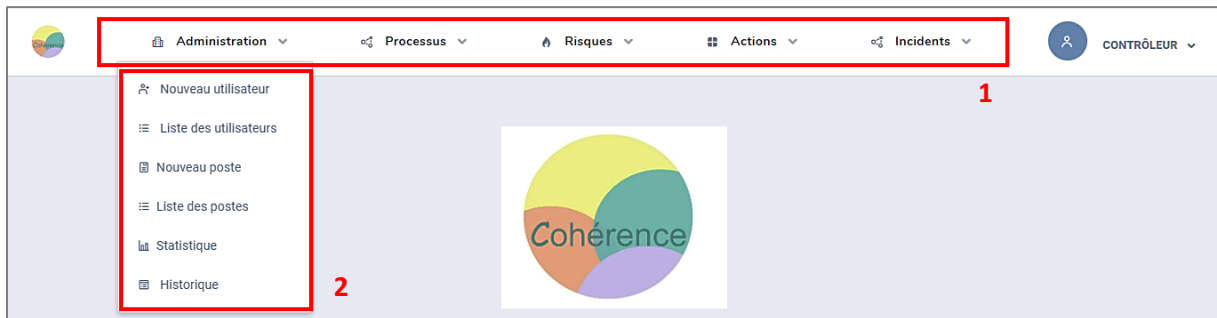 Cohérence
Administration
Processus
Risques
Actions
Incidents
CONTRÔLEUR
1
Nouveau utilisateur
Liste des utilisateurs
Nouveau poste
Liste des postes
Statistique
Historique
2
Cohérence